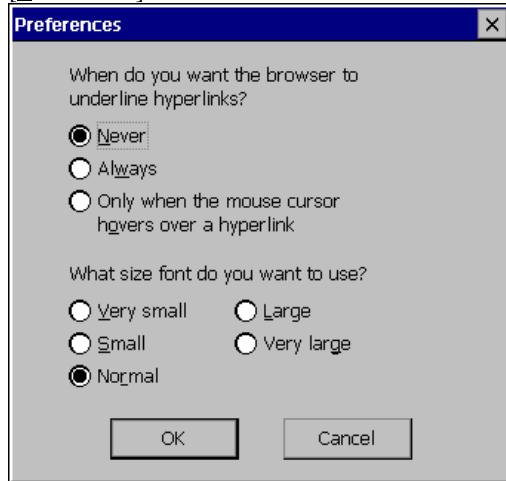 Preferences
When do you want the browser to
underline hyperlinks?
Never
Always
Only when the mouse cursor
hovers over a hyperlink
What size font do you want to use?
Very small
Large
Small
Very large
Normal
OK
Cancel